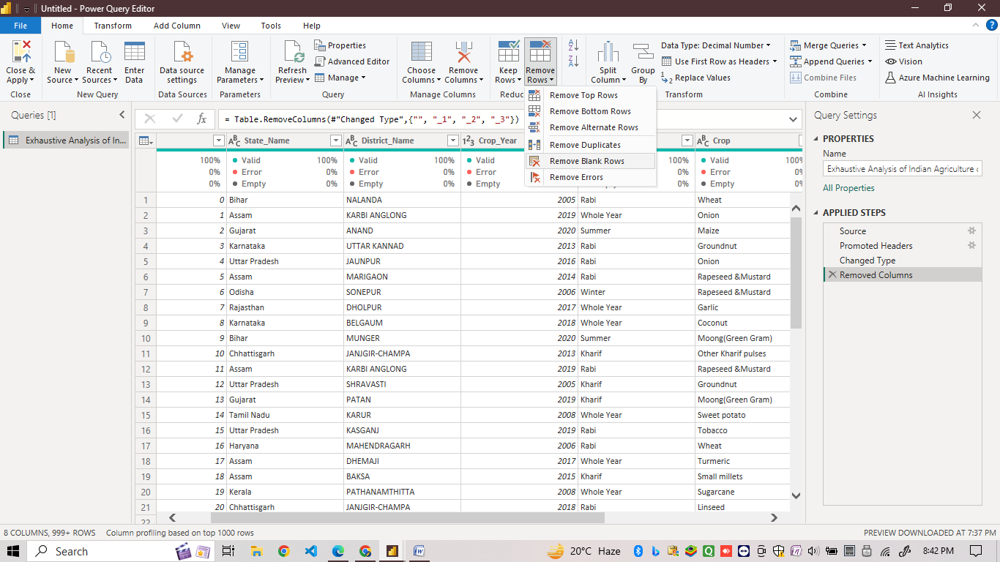 Untitled - Power Query Editor
File Home Transform Add Column View Tools Help
Close & Apply
Close
New Source
Recent Sources
Enter Data
New Query
Data source settings
Data Sources
Manage Parameters
Parameters
Refresh Preview
Properties
Advanced Editor
Manage
Query
Choose Columns
Remove Columns
Manage Columns
Keep Rows
Remove Rows
Reduc
A
Z
Z
A
Split Column
Group By
Data Type: Decimal Number
Use First Row as Headers
1
2 Replace Values
Transform
Merge Queries
Append Queries
Combine Files
Combine
Text Analytics
Vision
Azure Machine Learning
AI Insights
Remove Top Rows
Remove Bottom Rows
Remove Alternate Rows
Remove Duplicates
Remove Blank Rows
Remove Errors
Queries [1]
Exhaustive Analysis of In...
fx = Table.RemoveColumns(#"Changed Type",{"", "_1", "_2", "_3"})
ABC State_Name ABC District_Name 123 Crop_Year ABC Crop
100% Valid 100% Valid 100% Valid 100% Valid 100%
0% Error 0% Error 0% Error 0% Error 0%
0% Empty 0% Empty 0% Empty 0% Empty 0%
1 0 Bihar NALANDA 2005 Rabi Wheat
2 1 Assam KARBI ANGLONG 2019 Whole Year Onion
3 2 Gujarat ANAND 2020 Summer Maize
4 3 Karnataka UTTAR KANNAD 2013 Rabi Groundnut
5 4 Uttar Pradesh JAUNPUR 2016 Rabi Onion
6 5 Assam MARIGAON 2014 Rabi Rapeseed &Mustard
7 6 Odisha SONEPUR 2006 Winter Rapeseed &Mustard
8 7 Rajasthan DHOLPUR 2017 Whole Year Garlic
9 8 Karnataka BELGAUM 2018 Whole Year Coconut
10 9 Bihar MUNGER 2020 Summer Moong(Green Gram)
11 10 Chhattisgarh JANJGIR-CHAMPA 2013 Kharif Other Kharif pulses
12 11 Assam KARBI ANGLONG 2019 Rabi Rapeseed &Mustard
13 12 Uttar Pradesh SHRAVASTI 2005 Kharif Groundnut
14 13 Gujarat PATAN 2019 Kharif Moong(Green Gram)
15 14 Tamil Nadu KARUR 2008 Whole Year Sweet potato
16 15 Uttar Pradesh KASGANJ 2019 Rabi Tobacco
17 16 Haryana MAHENDRAGARH 2006 Rabi Wheat
18 17 Assam DHEMAJI 2017 Whole Year Turmeric
19 18 Assam BAKSA 2015 Kharif Small millets
20 19 Kerala PATHANAMTHITTA 2008 Whole Year Sugarcane
21 20 Chhattisgarh JANJGIR-CHAMPA 2018 Rabi Linseed
22
Query Settings
PROPERTIES
Name
Exhaustive Analysis of Indian Agriculture
All Properties
APPLIED STEPS
Source
Promoted Headers
Changed Type
Removed Columns
8 COLUMNS, 999+ ROWS Column profiling based on top 1000 rows PREVIEW DOWNLOADED AT 7:37 PM
Search 20°C Haze 8:42 PM